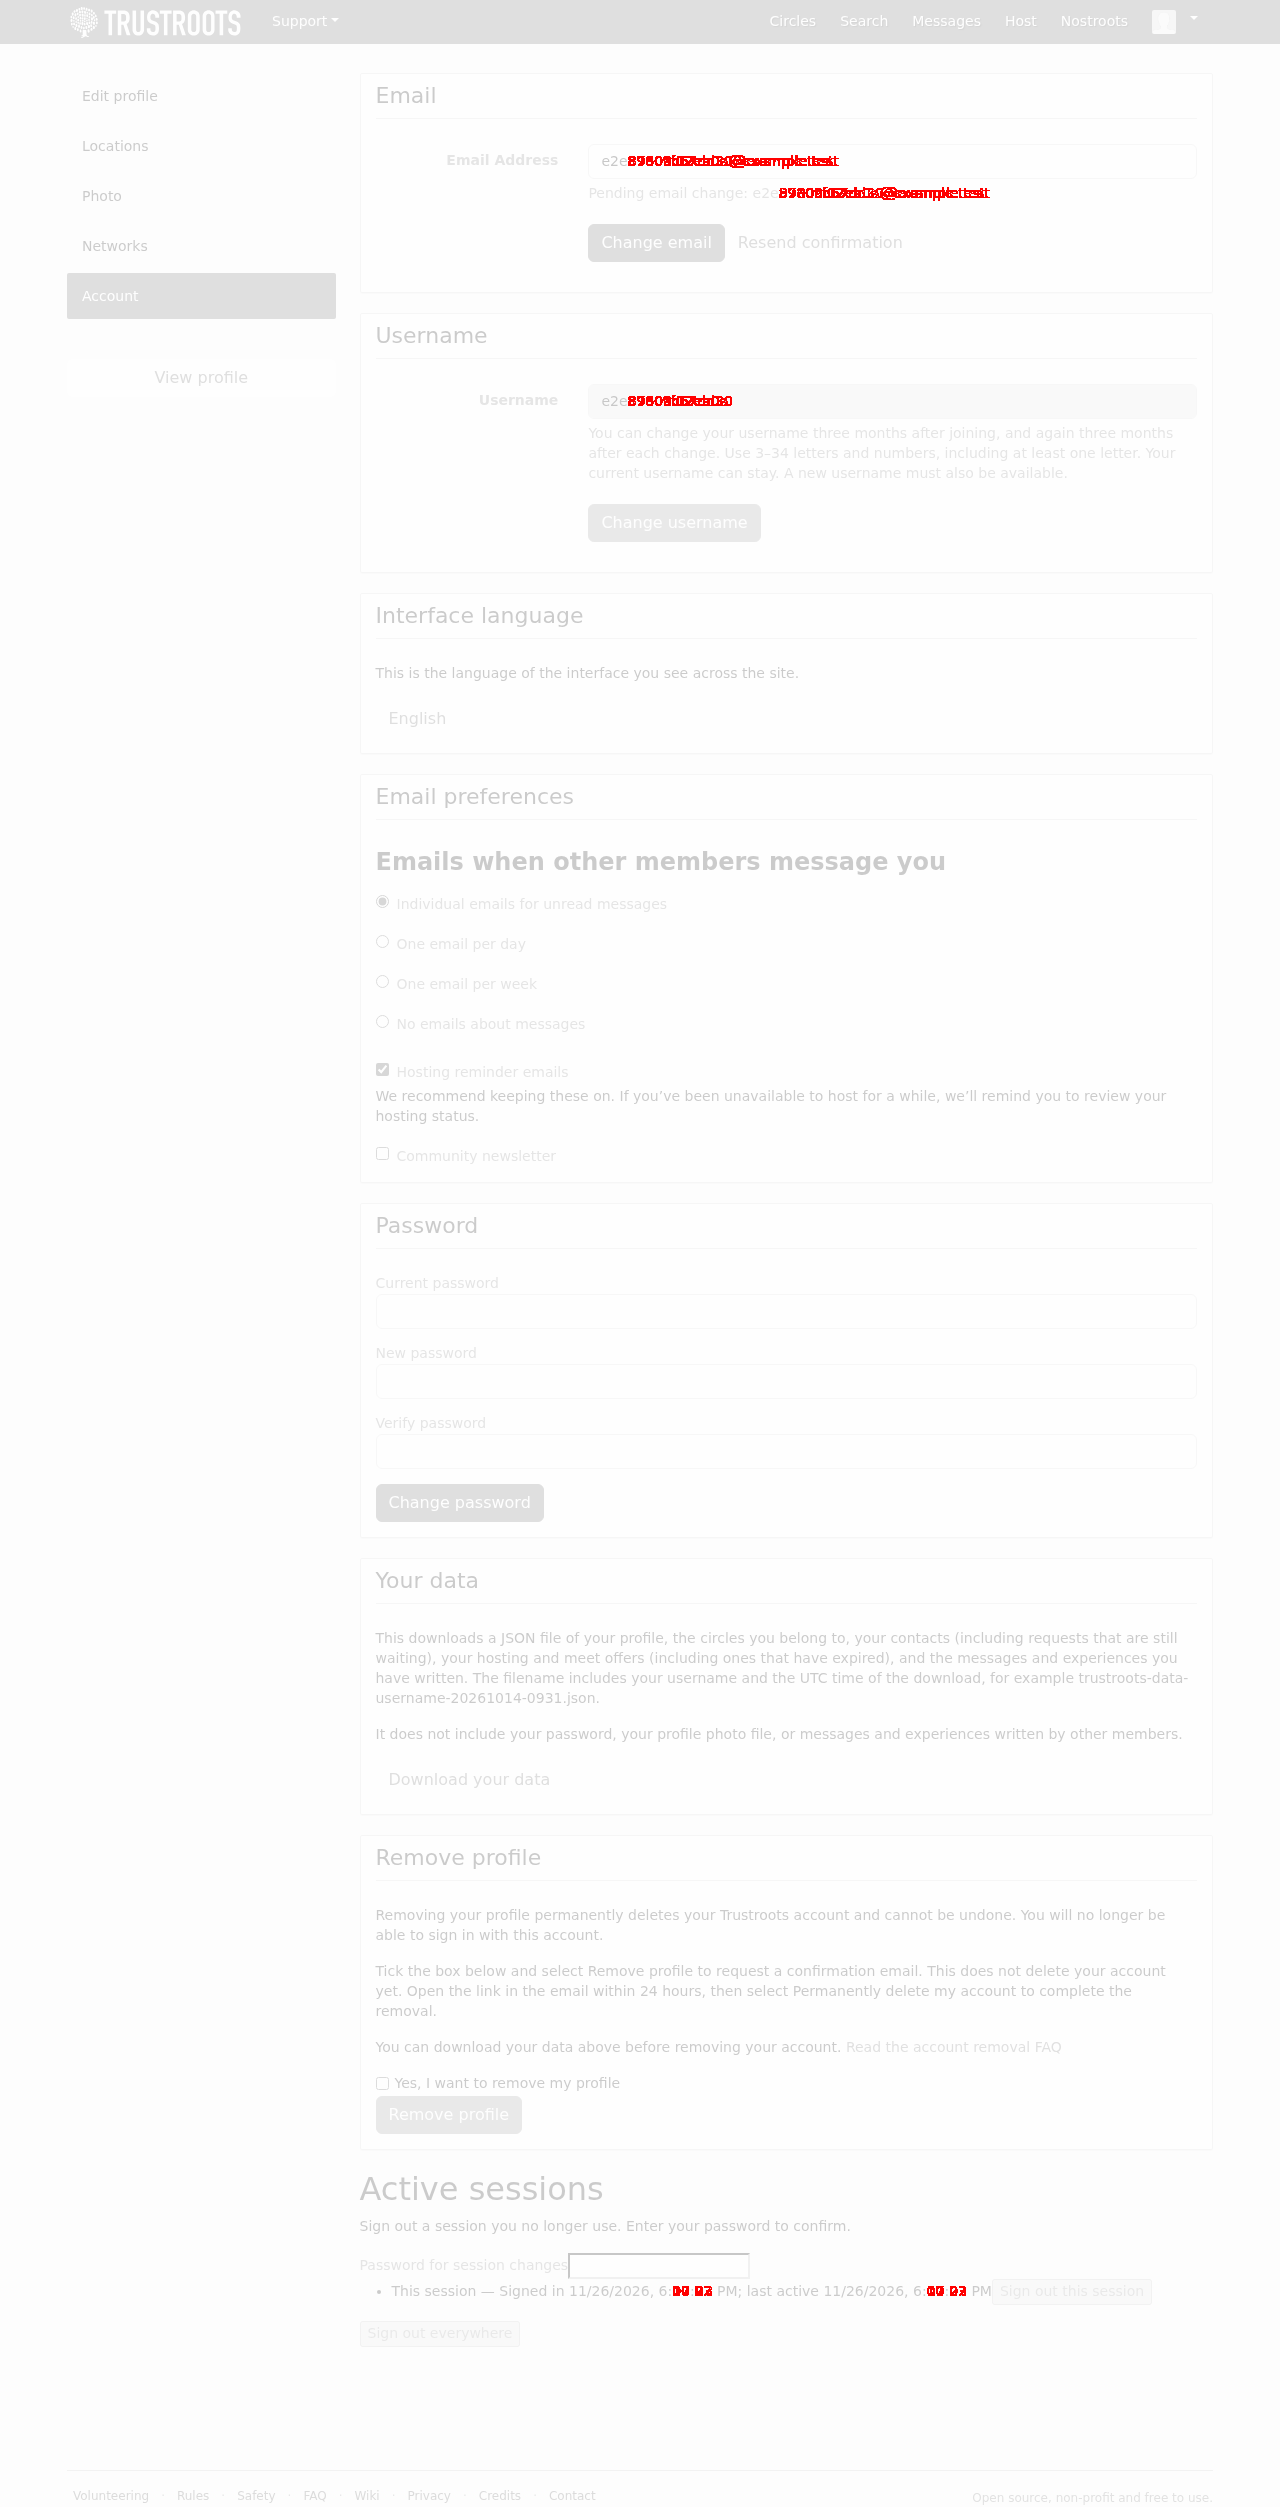 TRUSTROOTS Support Circles Search Messages Host Nostroots
Edit profile
Locations
Photo
Networks
Account
View profile
Email
Email Address
Pending email change:
Change email Resend confirmation
Username
Username
You can change your username three months after joining, and again three months
after each change. Use 3–34 letters and numbers, including at least one letter. Your
current username can stay. A new username must also be available.
Change username
Interface language
This is the language of the interface you see across the site.
English
Email preferences
Emails when other members message you
Individual emails for unread messages
One email per day
One email per week
No emails about messages
Hosting reminder emails
We recommend keeping these on. If you’ve been unavailable to host for a while, we’ll remind you to review your
hosting status.
Community newsletter
Password
Current password
New password
Verify password
Change password
Your data
This downloads a JSON file of your profile, the circles you belong to, your contacts (including requests that are still
waiting), your hosting and meet offers (including ones that have expired), and the messages and experiences you
have written. The filename includes your username and the UTC time of the download, for example trustroots-data-
username-20261014-0931.json.
It does not include your password, your profile photo file, or messages and experiences written by other members.
Download your data
Remove profile
Removing your profile permanently deletes your Trustroots account and cannot be undone. You will no longer be
able to sign in with this account.
Tick the box below and select Remove profile to request a confirmation email. This does not delete your account
yet. Open the link in the email within 24 hours, then select Permanently delete my account to complete the
removal.
You can download your data above before removing your account. Read the account removal FAQ
Yes, I want to remove my profile
Remove profile
Active sessions
Sign out a session you no longer use. Enter your password to confirm.
Password for session changes
• This session — Signed in 11/26/2026, PM; last active 11/26/2026, PM Sign out this session
Sign out everywhere
Volunteering · Rules · Safety · FAQ · Wiki · Privacy · Credits · Contact
Open source, non-profit and free to use.